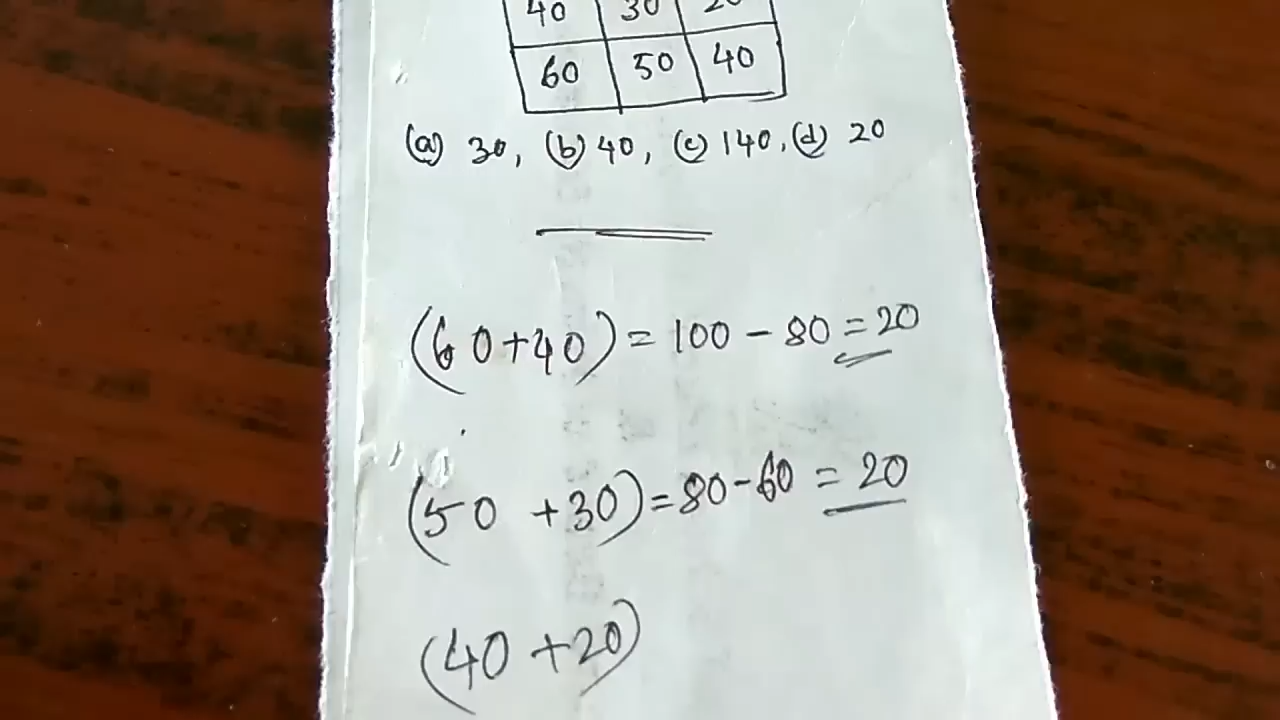 40 30 20
60 50 40
(a) 30, (b) 40, (c) 140, (d) 20
(60+40) = 100 - 80 = 20
(50 +30) = 80 - 60 = 20
(40 +20)